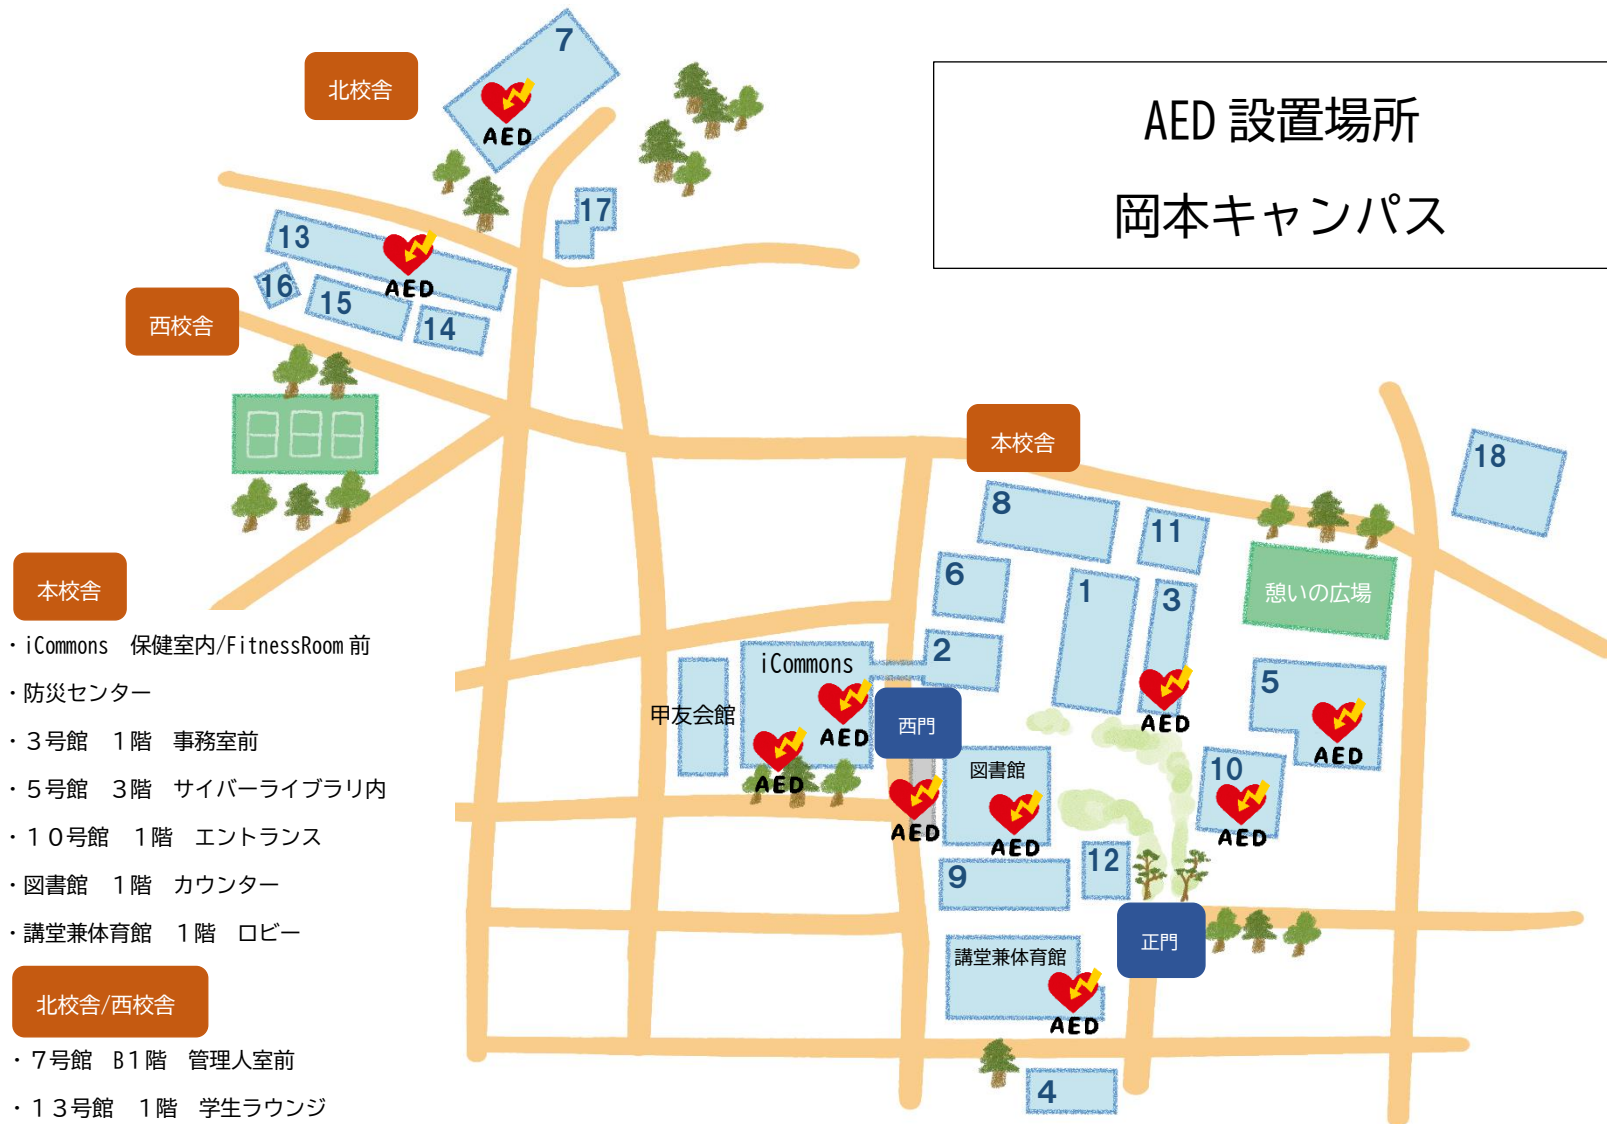 AED 設置場所
岡本キャンパス
北校舎
7
AED
17
13
AED
16
15
14
西校舎
本校舎
18
8
11
6
1
3
憩いの広場
2
iCommons
甲友会館
AED
AED
西門
AED
5
AED
図書館
AED
AED
10
AED
9
12
正門
講堂兼体育館
AED
4
本校舎
・iCommons　保健室内/FitnessRoom 前
・防災センター
・３号館　１階　事務室前
・５号館　３階　サイバーライブラリ内
・１０号館　１階　エントランス
・図書館　１階　カウンター
・講堂兼体育館　１階　ロビー
北校舎/西校舎
・７号館　B１階　管理人室前
・１３号館　１階　学生ラウンジ